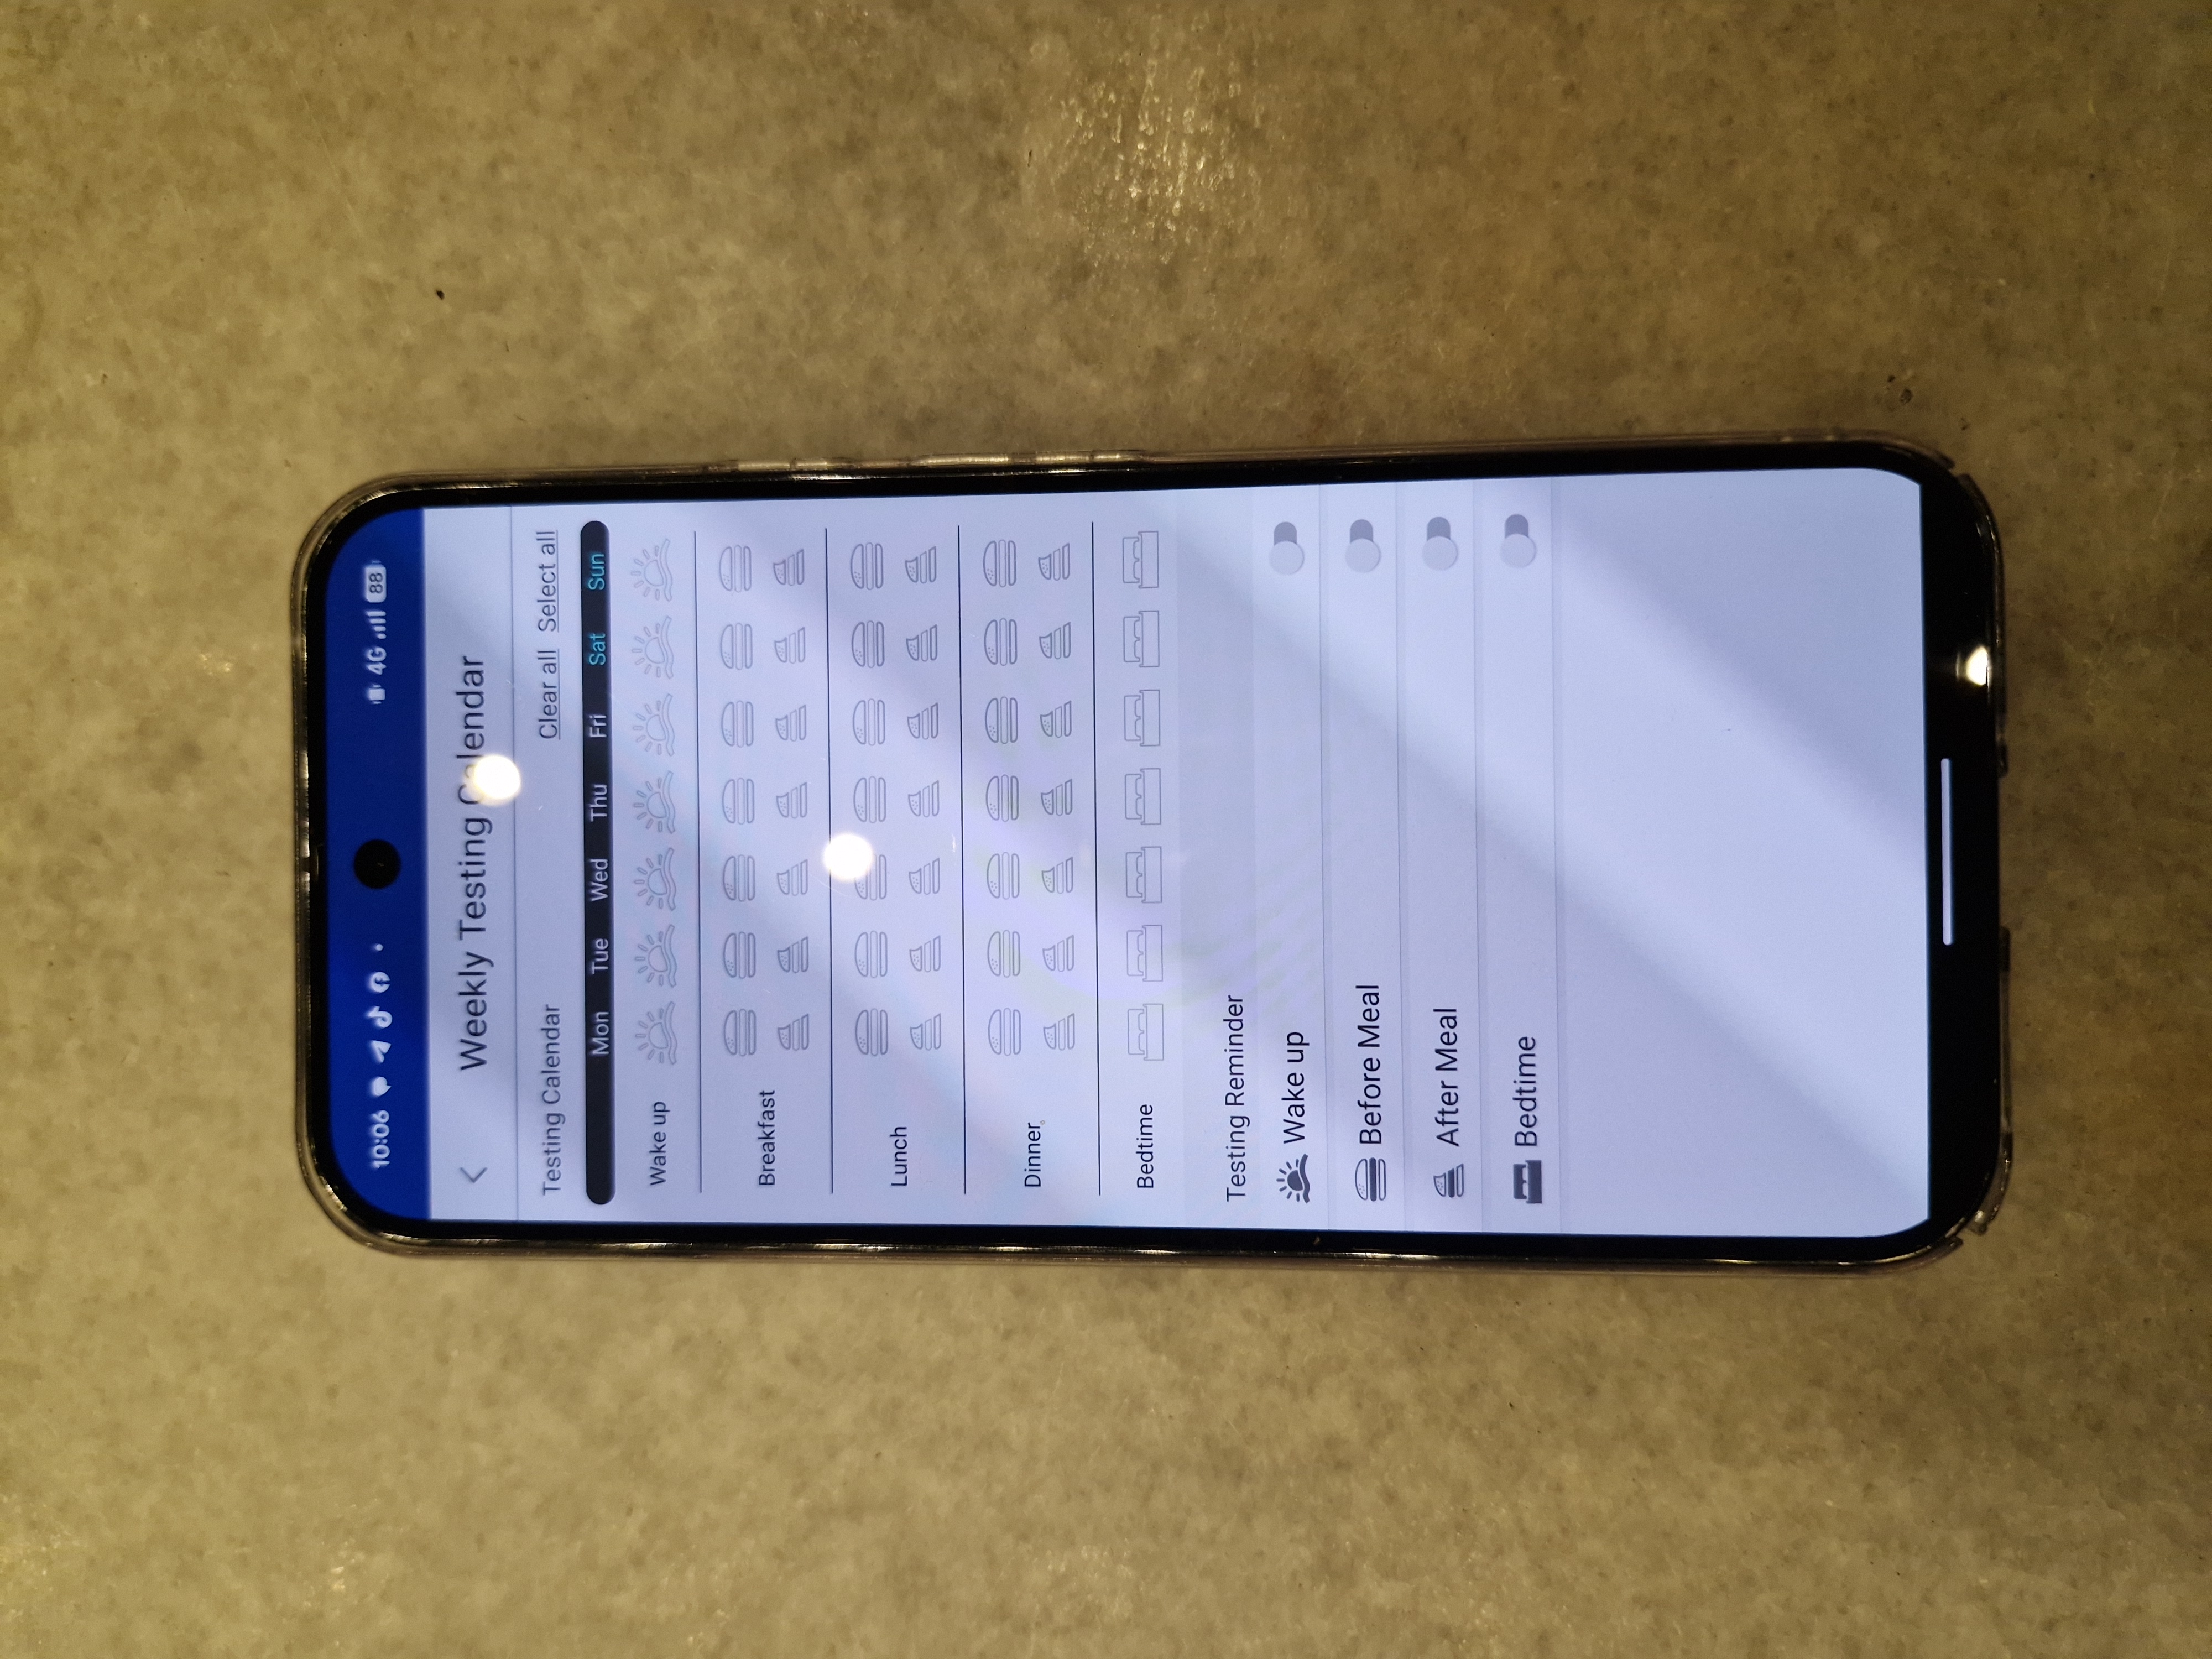 10:06 4G 88
Weekly Testing Calendar
Testing Calendar Clear all Select all
Mon Tue Wed Thu Fri Sat Sun
Wake up
Breakfast
Lunch
Dinner
Bedtime
Testing Reminder
Wake up
Before Meal
After Meal
Bedtime